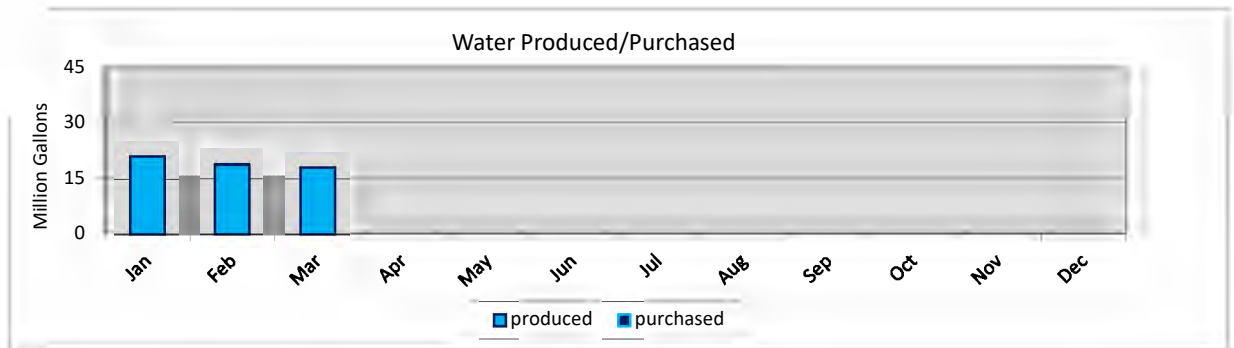 Water Produced/Purchased
Million Gallons
45
30
15
0
Jan Feb Mar Apr May Jun Jul Aug Sep Oct Nov Dec
produced purchased